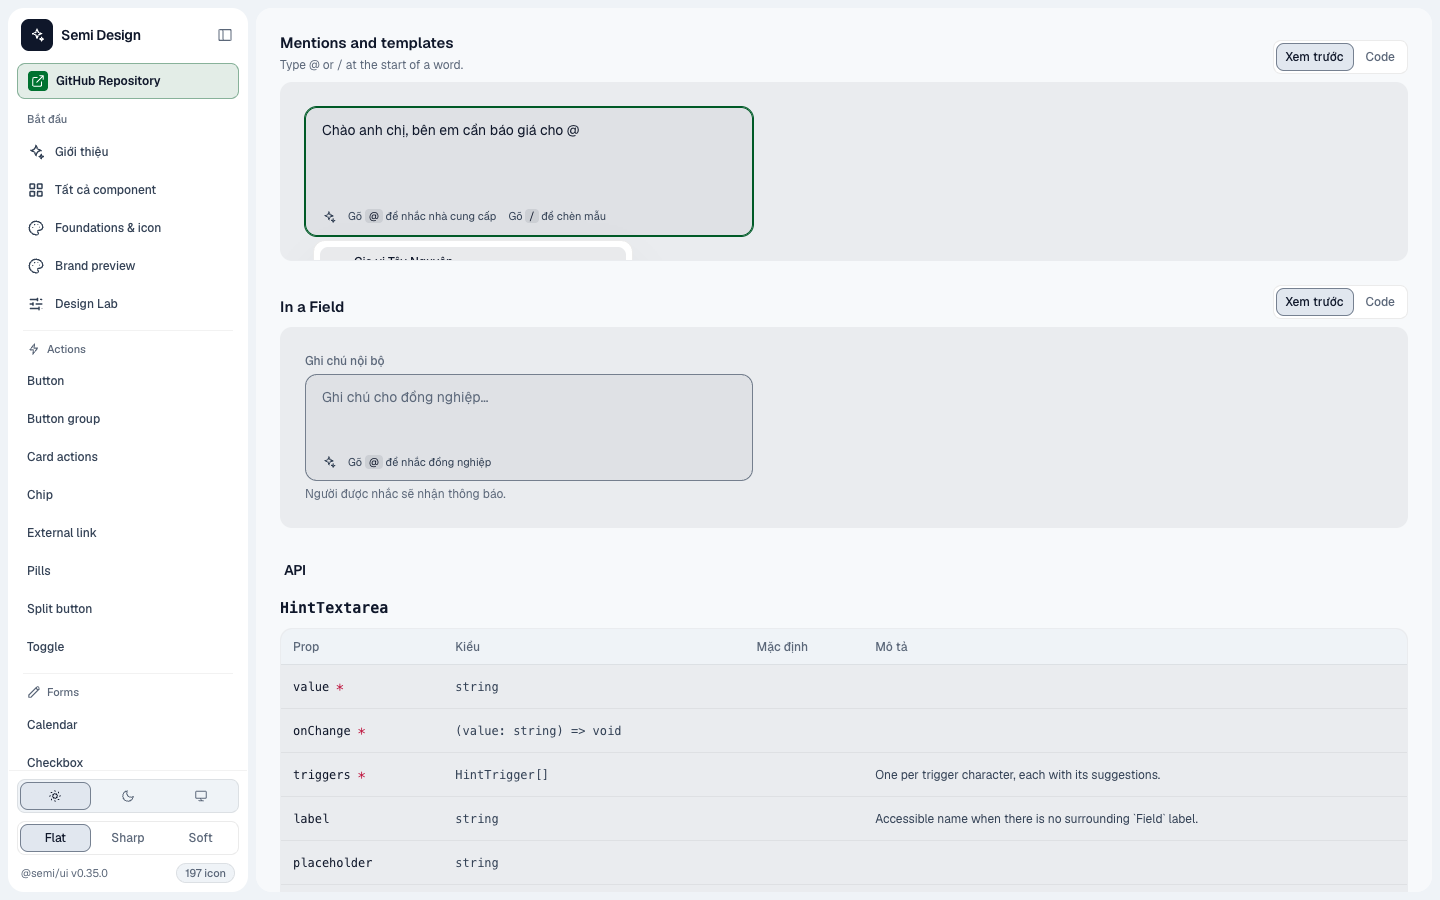 Semi Design
GitHub Repository
Bắt đầu
Giới thiệu
Tất cả component
Foundations & icon
Brand preview
Design Lab
Actions
Button
Button group
Card actions
Chip
External link
Pills
Split button
Toggle
Forms
Calendar
Checkbox
Flat Sharp Soft
@semi/ui v0.35.0 197 icon
Mentions and templates
Type @ or / at the start of a word.
Xem trước Code
Chào anh chị, bên em cần báo giá cho @
Gõ @ để nhắc nhà cung cấp Gõ / để chèn mẫu
Gia vị Tây Nguyên
In a Field
Xem trước Code
Ghi chú nội bộ
Ghi chú cho đồng nghiệp…
Gõ @ để nhắc đồng nghiệp
Người được nhắc sẽ nhận thông báo.
API
HintTextarea
Prop Kiểu Mặc định Mô tả
value * string
onChange * (value: string) => void
triggers * HintTrigger[] One per trigger character, each with its suggestions.
label string Accessible name when there is no surrounding `Field` label.
placeholder string